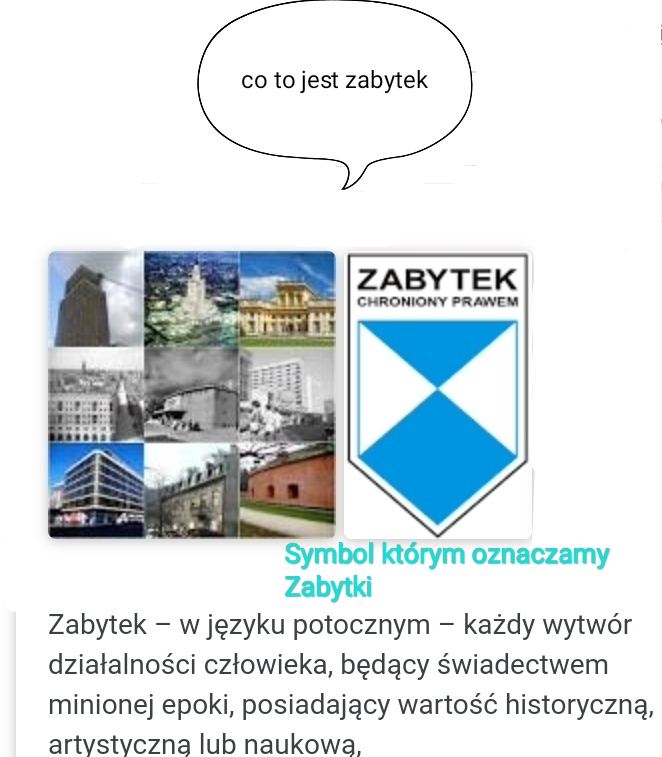 co to jest zabytek
ZABYTEK
CHRONIONY PRAWEM
Symbol którym oznaczamy
Zabytki
Zabytek – w języku potocznym – każdy wytwór
działalności człowieka, będący świadectwem
minionej epoki, posiadający wartość historyczną,
artystyczną lub naukową,